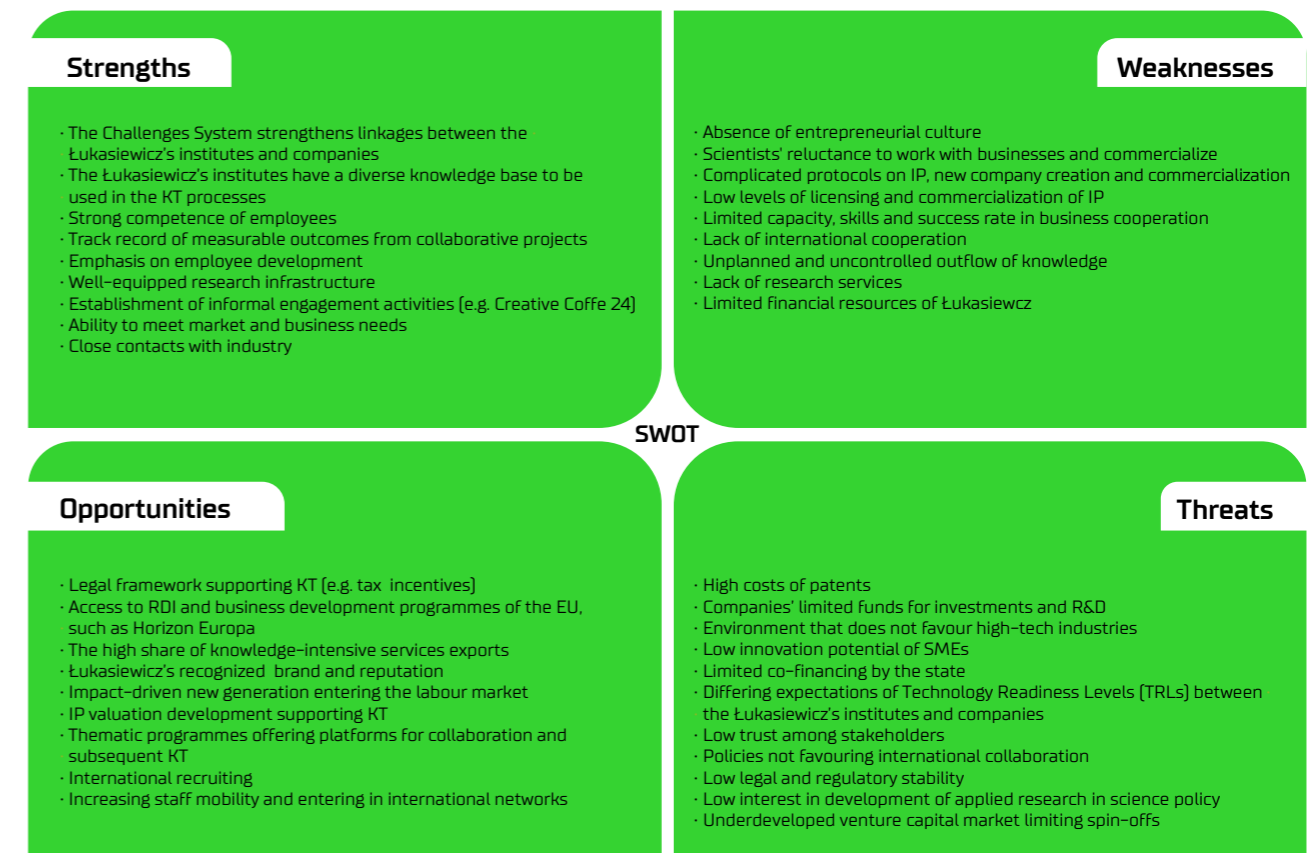 Strengths
· The Challenges System strengthens linkages between the
Łukasiewicz's institutes and companies
· The Łukasiewicz's institutes have a diverse knowledge base to be
used in the KT processes
· Strong competence of employees
· Track record of measurable outcomes from collaborative projects
· Emphasis on employee development
· Well-equipped research infrastructure
· Establishment of informal engagement activities (e.g. Creative Coffe 24)
· Ability to meet market and business needs
· Close contacts with industry
Weaknesses
· Absence of entrepreneurial culture
· Scientists' reluctance to work with businesses and commercialize
· Complicated protocols on IP, new company creation and commercialization
· Low levels of licensing and commercialization of IP
· Limited capacity, skills and success rate in business cooperation
· Lack of international cooperation
· Unplanned and uncontrolled outflow of knowledge
· Lack of research services
· Limited financial resources of Łukasiewcz
SWOT
Opportunities
· Legal framework supporting KT (e.g. tax incentives)
· Access to RDI and business development programmes of the EU,
such as Horizon Europa
· The high share of knowledge-intensive services exports
· Łukasiewicz's recognized brand and reputation
· Impact-driven new generation entering the labour market
· IP valuation development supporting KT
· Thematic programmes offering platforms for collaboration and
subsequent KT
· International recruiting
· Increasing staff mobility and entering in international networks
Threats
· High costs of patents
· Companies' limited funds for investments and R&D
· Environment that does not favour high-tech industries
· Low innovation potential of SMEs
· Limited co-financing by the state
· Differing expectations of Technology Readiness Levels (TRLs) between
the Łukasiewicz's institutes and companies
· Low trust among stakeholders
· Policies not favouring international collaboration
· Low legal and regulatory stability
· Low interest in development of applied research in science policy
· Underdeveloped venture capital market limiting spin-offs